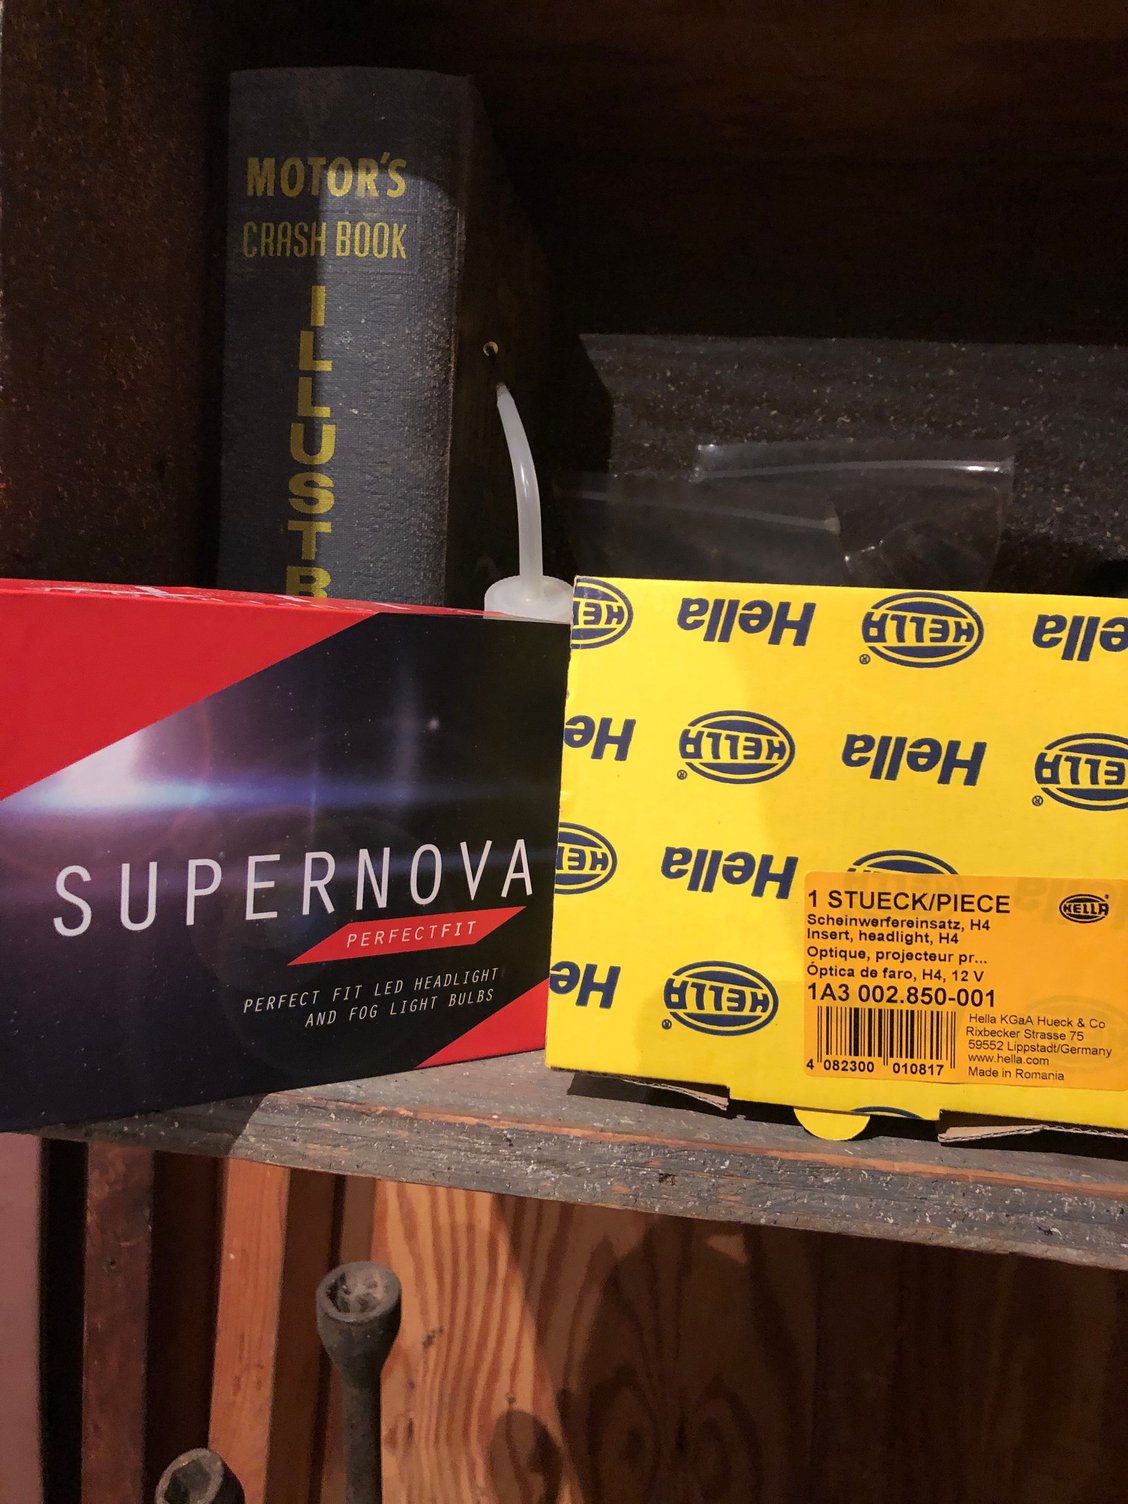 MOTOR'S
CRASH BOOK
ILLUSTR
SUPERNOVA
PERFECTFIT
PERFECT FIT LED HEADLIGHT
AND FOG LIGHT BULBS
HELLA Hella HELLA ® Hella
Hella HELLA ® Hella HELLA ®
HELLA Hella
Hella HELLA ®
1 STUECK/PIECE
HELLA
Scheinwerfereinsatz, H4
Insert, headlight, H4
Optique, projecteur pr...
Óptica de faro, H4, 12 V
1A3 002.850-001
4 082300 010817
Hella KGaA Hueck & Co
Rixbecker Strasse 75
59552 Lippstadt/Germany
www.hella.com
Made in Romania